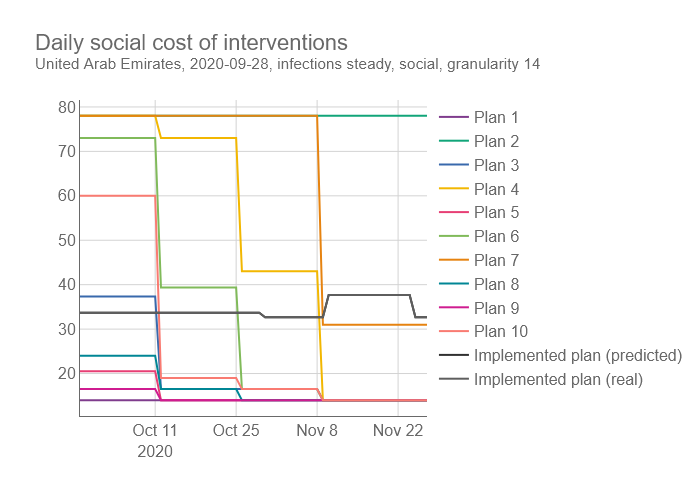 Daily social cost of interventions
United Arab Emirates, 2020-09-28, infections steady, social, granularity 14
80
70
60
50
40
30
20
Oct 11
2020
Oct 25
Nov 8
Nov 22
Plan 1
Plan 2
Plan 3
Plan 4
Plan 5
Plan 6
Plan 7
Plan 8
Plan 9
Plan 10
Implemented plan (predicted)
Implemented plan (real)